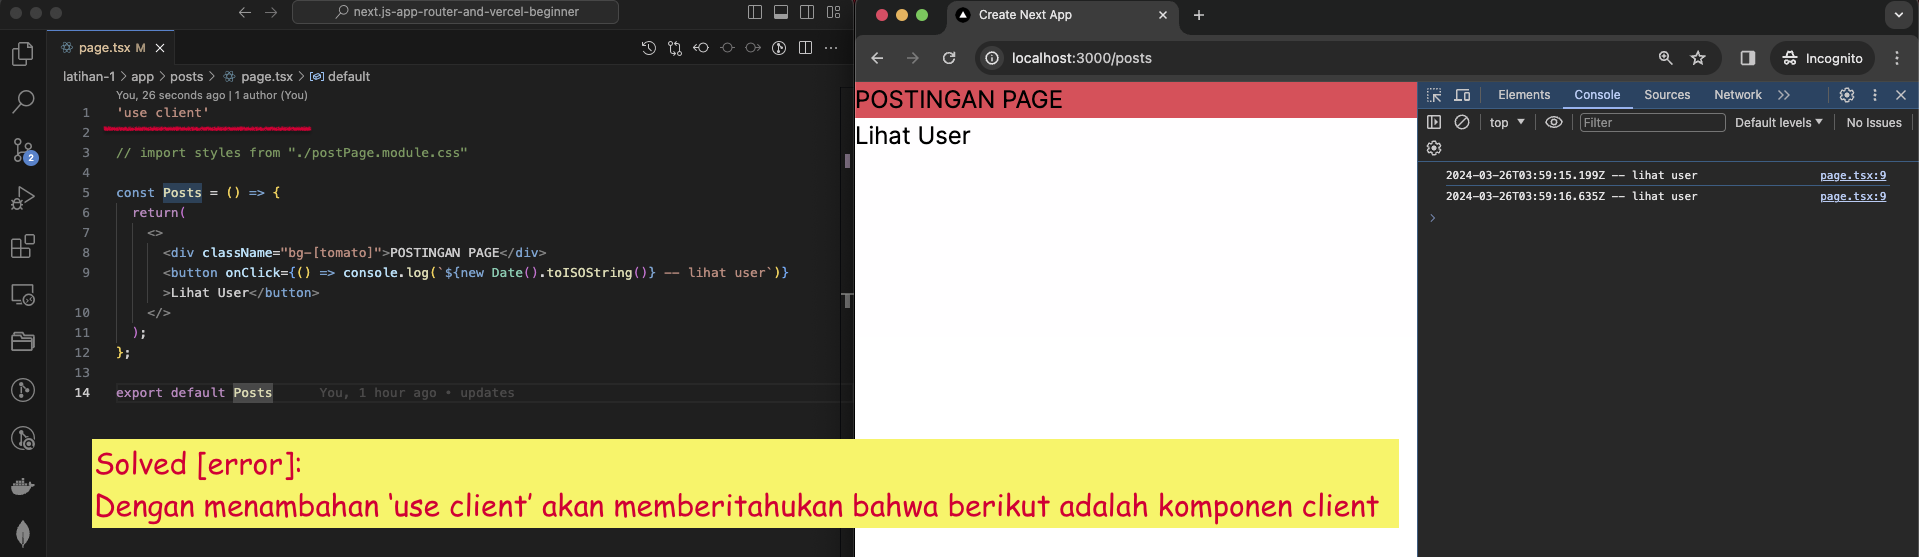 next.js-app-router-and-vercel-beginner
page.tsx M
latihan-1 > app > posts > page.tsx > default
You, 26 seconds ago | 1 author (You)
1 'use client'
2
3 // import styles from "./postPage.module.css"
4
5 const Posts = () => {
6 return(
7 <>
8 <div className="bg-[tomato]">POSTINGAN PAGE</div>
9 <button onClick={() => console.log(`${new Date().toISOString()} -- lihat user`)}
>Lihat User</button>
10 </>
11 );
12 };
13
14 export default Posts You, 1 hour ago • updates
2
Create Next App
localhost:3000/posts
Incognito
POSTINGAN PAGE
Lihat User
Elements Console Sources Network
top Filter Default levels No Issues
2024-03-26T03:59:15.199Z -- lihat user page.tsx:9
2024-03-26T03:59:16.635Z -- lihat user page.tsx:9
Solved [error]:
Dengan menambahan ‘use client’ akan memberitahukan bahwa berikut adalah komponen client